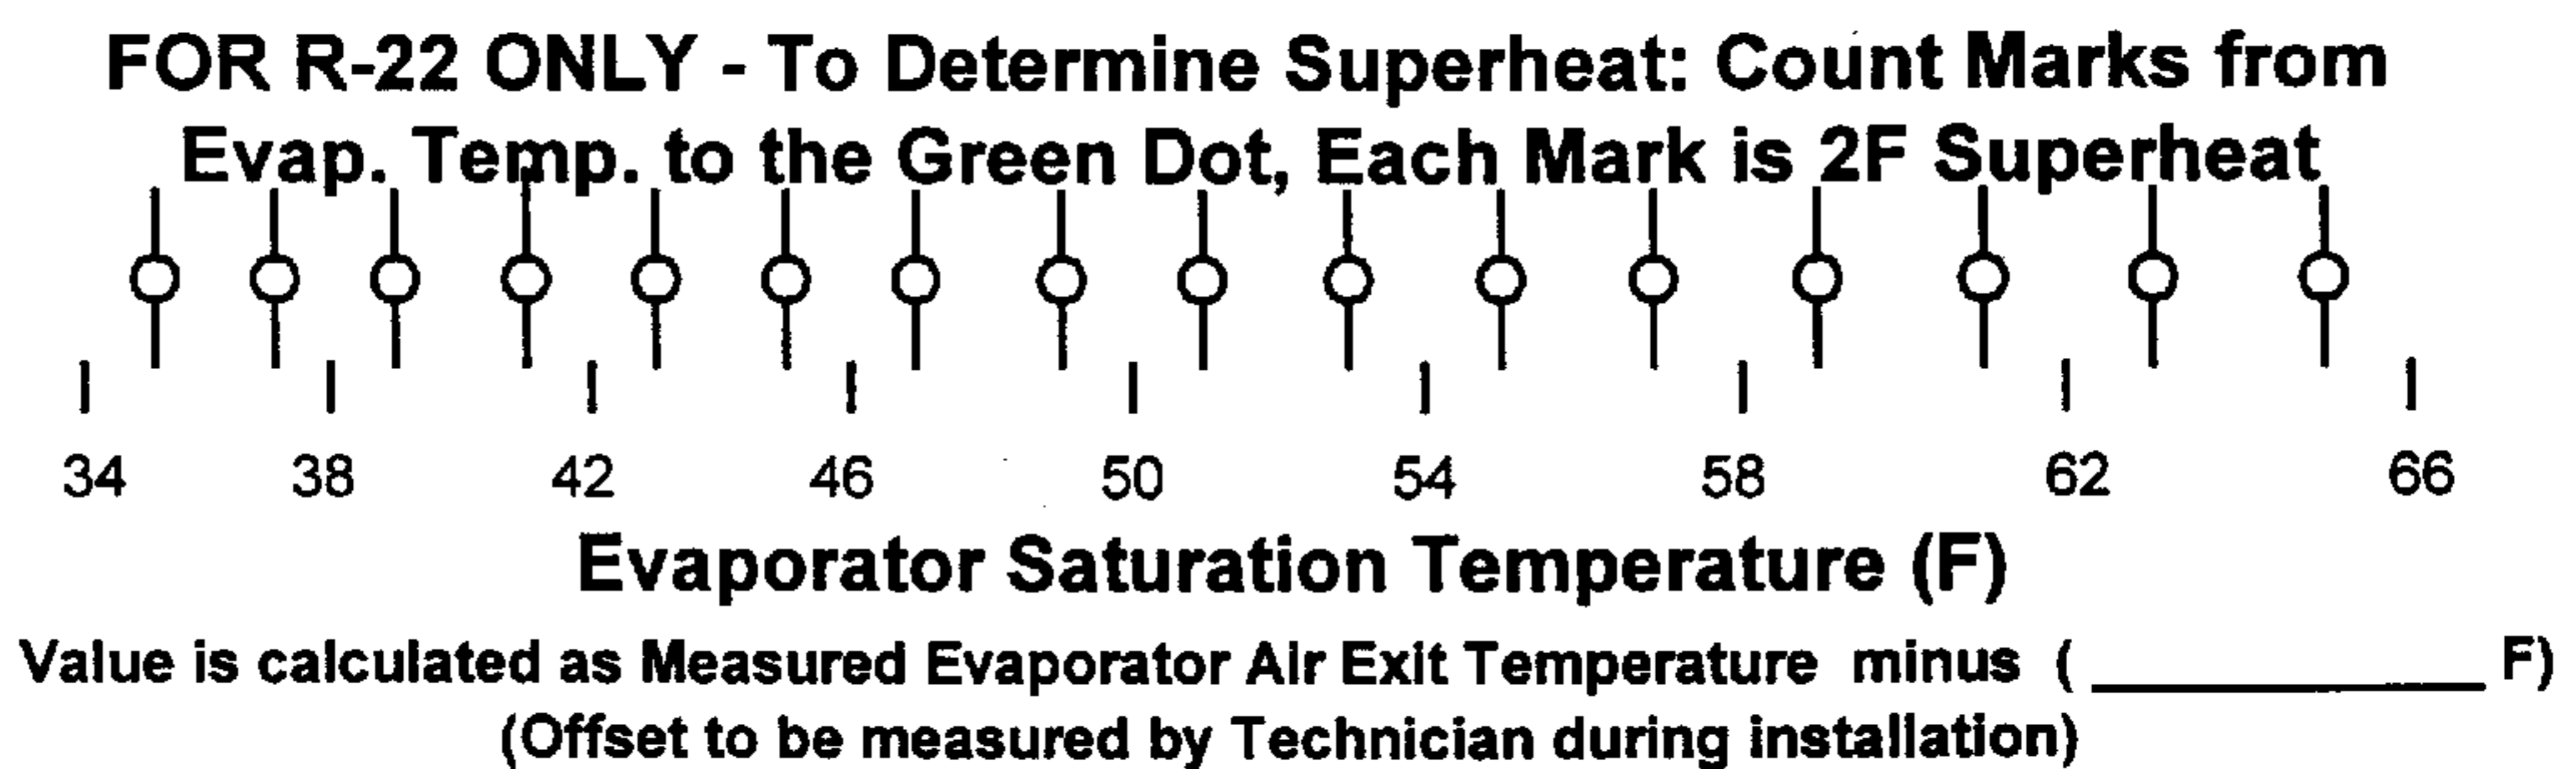 FOR R-22 ONLY - To Determine Superheat: Count Marks from
Evap. Temp. to the Green Dot, Each Mark is 2F Superheat
34 38 42 46 50 54 58 62 66
Evaporator Saturation Temperature (F)
Value is calculated as Measured Evaporator Air Exit Temperature minus ( ________ F)
(Offset to be measured by Technician during installation)